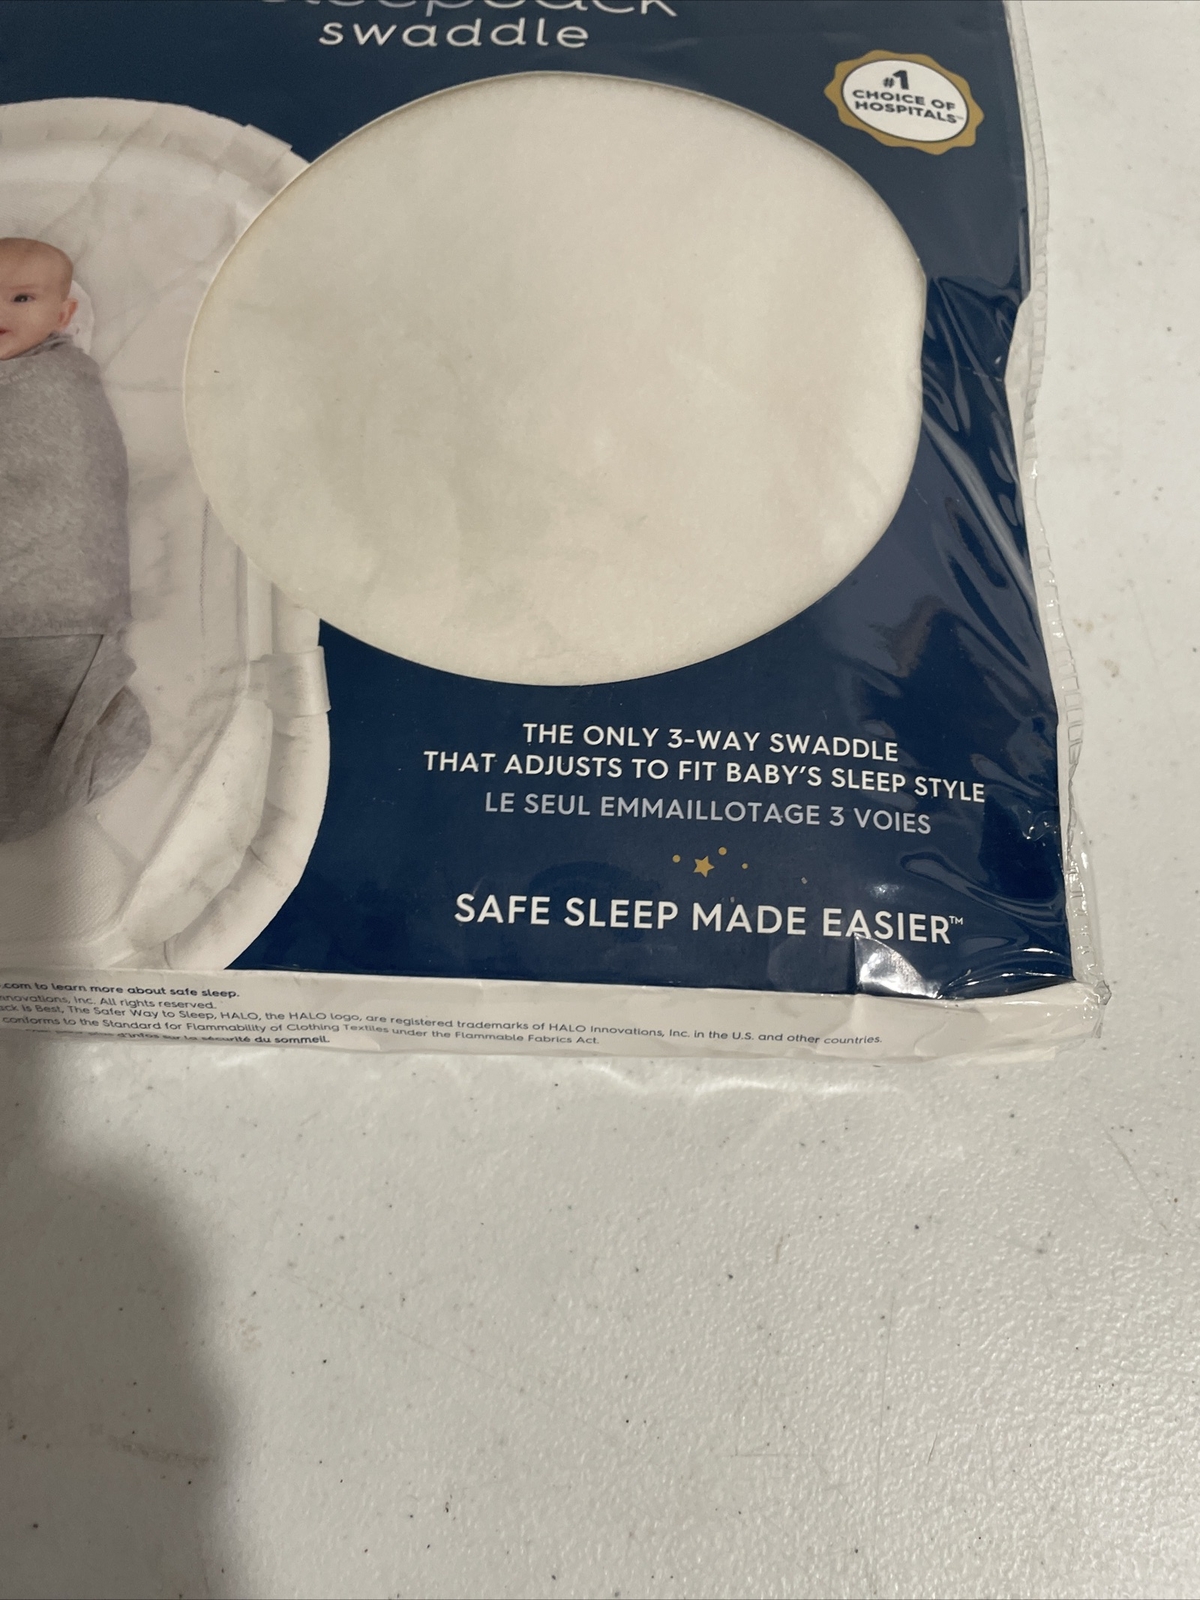 swaddle
#1
CHOICE OF
HOSPITALS™
THE ONLY 3-WAY SWADDLE
THAT ADJUSTS TO FIT BABY'S SLEEP STYLE
LE SEUL EMMAILLOTAGE 3 VOIES
SAFE SLEEP MADE EASIER™
.com to learn more about safe sleep.
Inc. All rights reserved.
Is Best, The Safer Way to Sleep, HALO, the HALO logo, are registered trademarks of HALO Innovations, Inc. in the U.S. and other countries.
conforms to the Standard for Flammability of Clothing Textiles under the Flammable Fabrics Act.
d'infos sur la sécurité du sommeil.